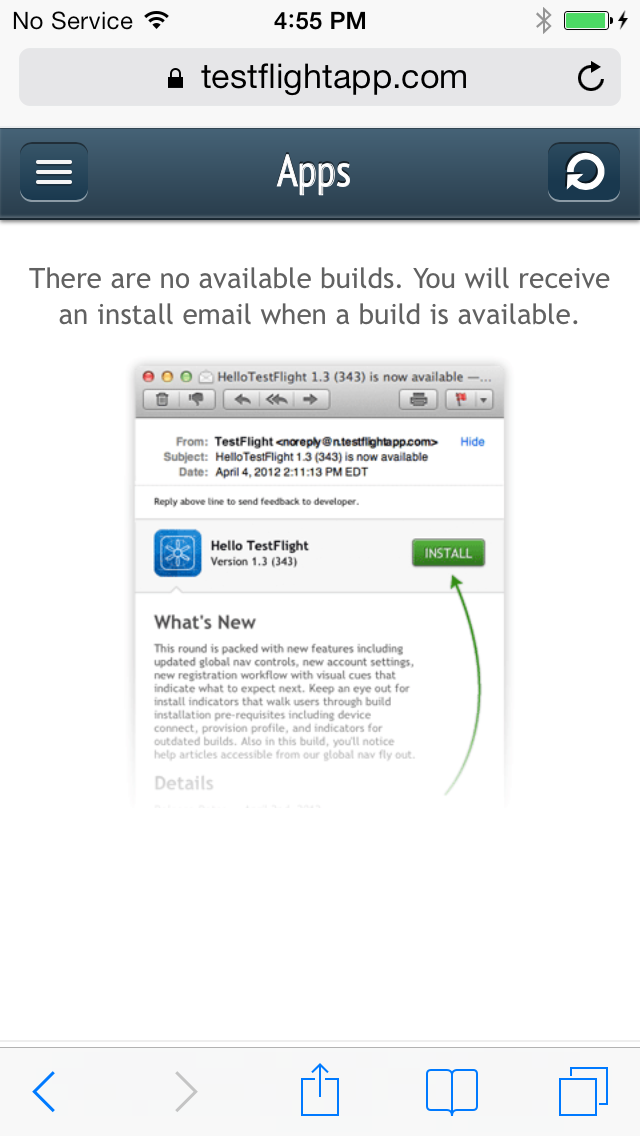 No Service 4:55 PM
testflightapp.com
Apps
There are no available builds. You will receive
an install email when a build is available.
HelloTestFlight 1.3 (343) is now available —...
From: TestFlight <noreply@n.testflightapp.com> Hide
Subject: HelloTestFlight 1.3 (343) is now available
Date: April 4, 2012 2:11:13 PM EDT
Reply above line to send feedback to developer.
Hello TestFlight
Version 1.3 (343)
INSTALL
What's New
This round is packed with new features including
updated global nav controls, new account settings,
new registration workflow with visual cues that
indicate what to expect next. Keep an eye out for
install indicators that walk users through build
installation pre-requisites including device
connect, provision profile, and indicators for
outdated builds. Also in this build, you'll notice
help articles accessible from our global nav fly out.
Details